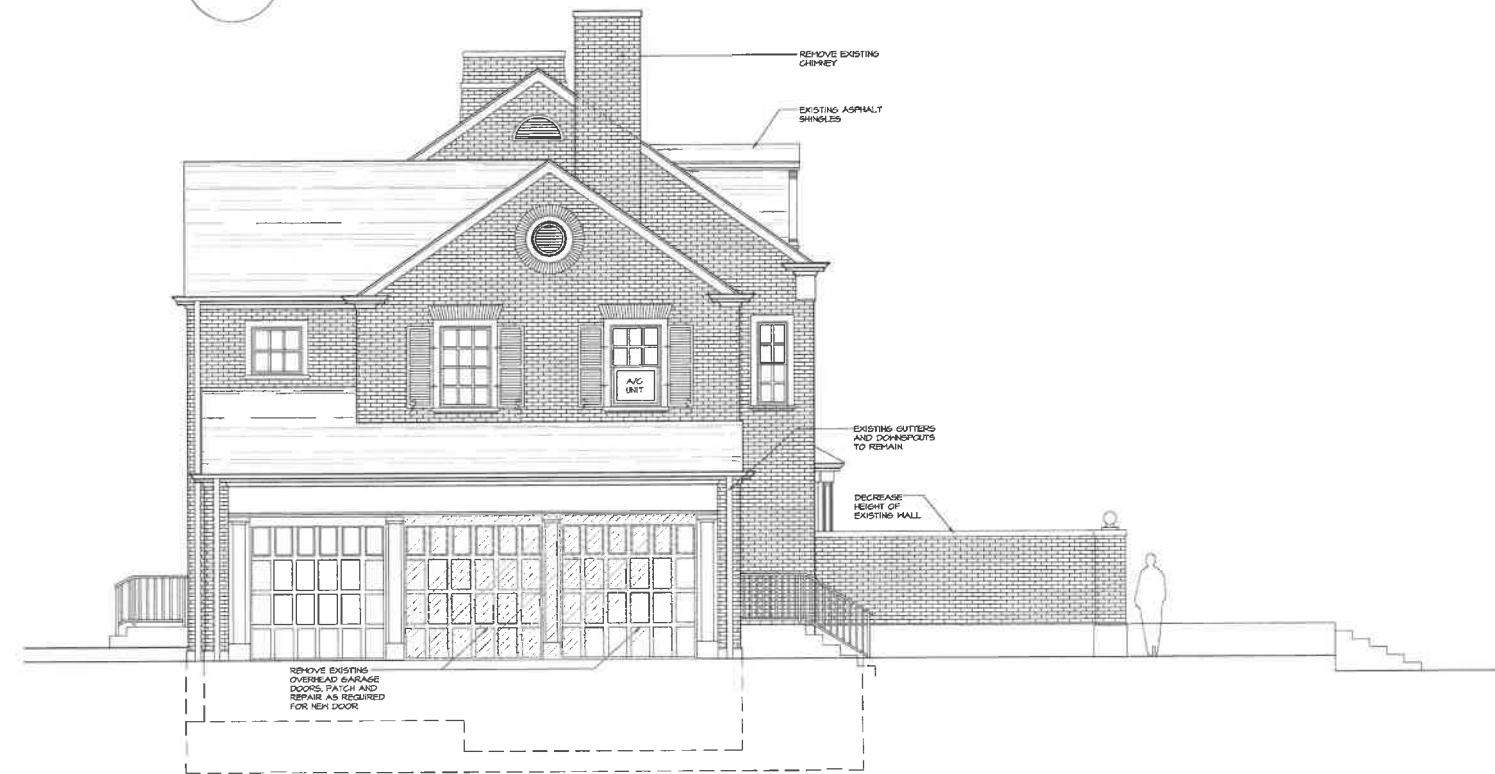 REMOVE EXISTING
CHIMNEY
EXISTING ASPHALT
SHINGLES
A/C
UNIT
EXISTING GUTTERS
AND DOWNSPOUTS
TO REMAIN
DECREASE
HEIGHT OF
EXISTING WALL
REMOVE EXISTING
OVERHEAD GARAGE
DOORS, PATCH AND
REPAIR AS REQUIRED
FOR NEW DOOR